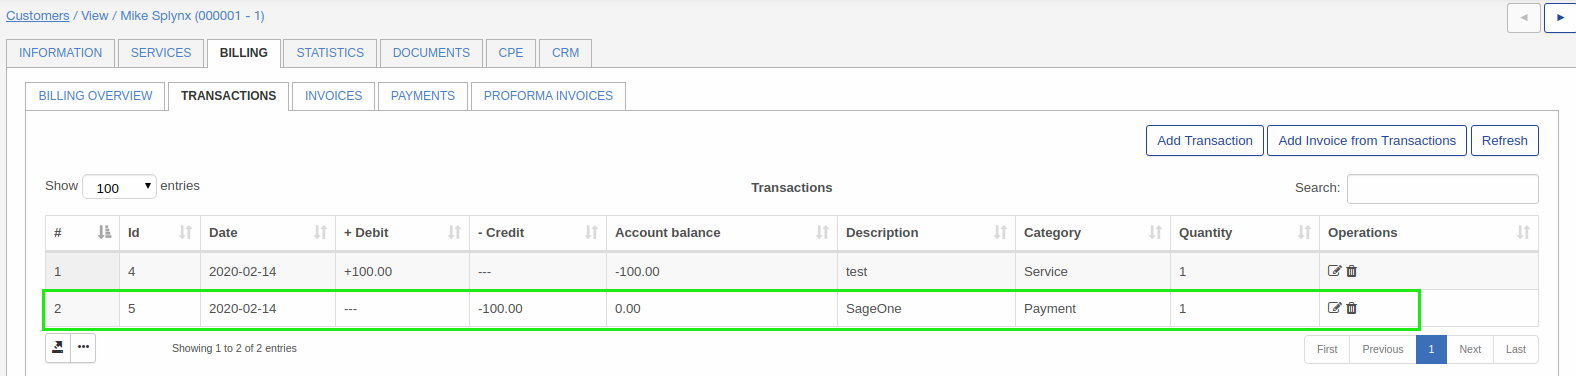 Customers / View / Mike Splynx (000001 - 1)
INFORMATION SERVICES BILLING STATISTICS DOCUMENTS CPE CRM
BILLING OVERVIEW TRANSACTIONS INVOICES PAYMENTS PROFORMA INVOICES
Add Transaction Add Invoice from Transactions Refresh
Show 100 entries Transactions Search:
# Id Date + Debit - Credit Account balance Description Category Quantity Operations
1 4 2020-02-14 +100.00 --- -100.00 test Service 1
2 5 2020-02-14 --- -100.00 0.00 SageOne Payment 1
Showing 1 to 2 of 2 entries First Previous 1 Next Last